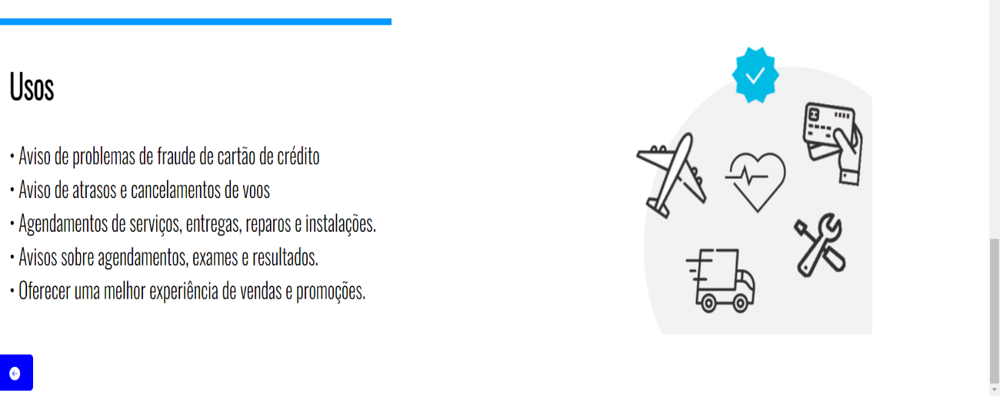 Usos
• Aviso de problemas de fraude de cartão de crédito
• Aviso de atrasos e cancelamentos de voos
• Agendamentos de serviços, entregas, reparos e instalações.
• Avisos sobre agendamentos, exames e resultados.
• Oferecer uma melhor experiência de vendas e promoções.